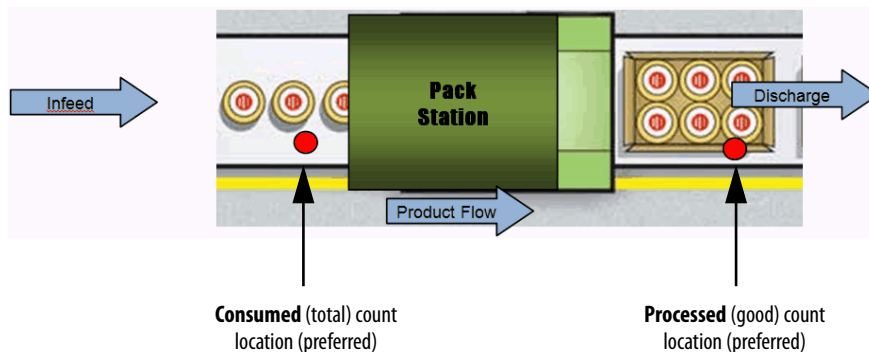 Infeed
Pack
Station
Discharge
Product Flow
Consumed (total) count
location (preferred)
Processed (good) count
location (preferred)